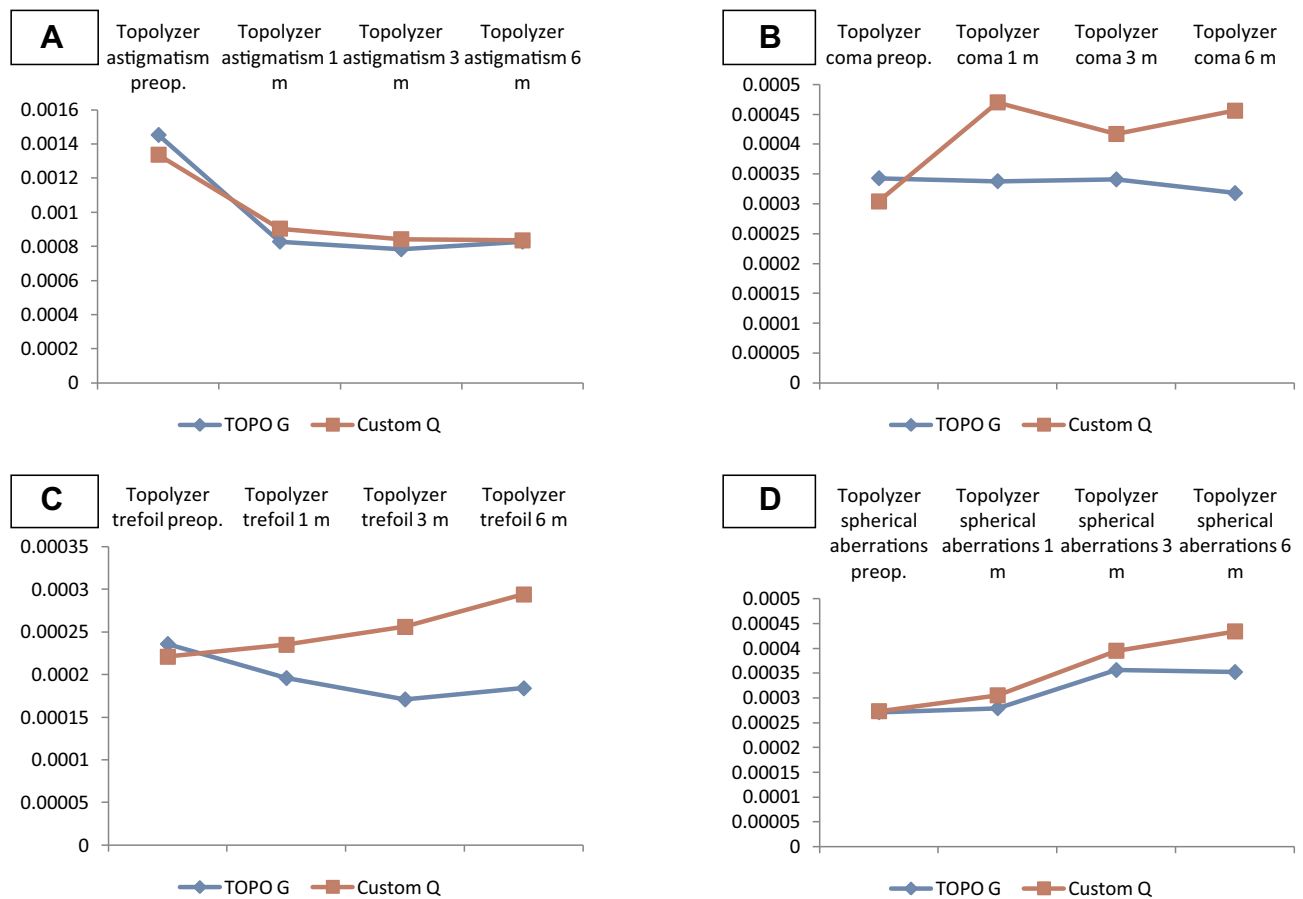 A
Topolyzer astigmatism preop.
Topolyzer astigmatism 1 m
Topolyzer astigmatism 3 m
Topolyzer astigmatism 6 m
0.0016
0.0014
0.0012
0.001
0.0008
0.0006
0.0004
0.0002
0
TOPO G Custom Q
B
Topolyzer coma preop.
Topolyzer coma 1 m
Topolyzer coma 3 m
Topolyzer coma 6 m
0.0005
0.00045
0.0004
0.00035
0.0003
0.00025
0.0002
0.00015
0.0001
0.00005
0
TOPO G Custom Q
C
Topolyzer trefoil preop.
Topolyzer trefoil 1 m
Topolyzer trefoil 3 m
Topolyzer trefoil 6 m
0.00035
0.0003
0.00025
0.0002
0.00015
0.0001
0.00005
0
TOPO G Custom Q
D
Topolyzer spherical aberrations preop.
Topolyzer spherical aberrations 1 m
Topolyzer spherical aberrations 3 m
Topolyzer spherical aberrations 6 m
0.0005
0.00045
0.0004
0.00035
0.0003
0.00025
0.0002
0.00015
0.0001
0.00005
0
TOPO G Custom Q